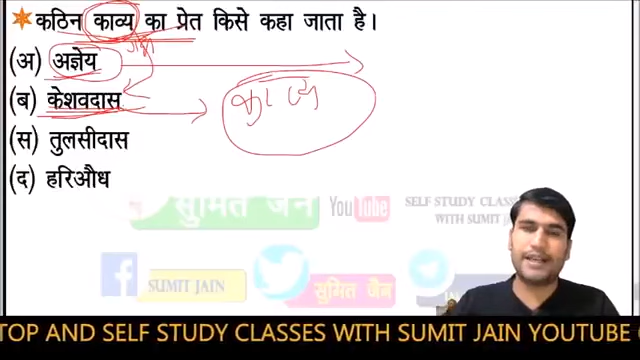 कठिन काव्य का प्रेत किसे कहा जाता है।
(अ) अज्ञेय
(ब) केशवदास
काव्य
(स) तुलसीदास
(द) हरिऔध
सुमित जैन
YouTube
SELF STUDY CLASSES
WITH SUMIT JAIN
SUMIT JAIN
सुमित जैन
TOP AND SELF STUDY CLASSES WITH SUMIT JAIN YOUTUBE